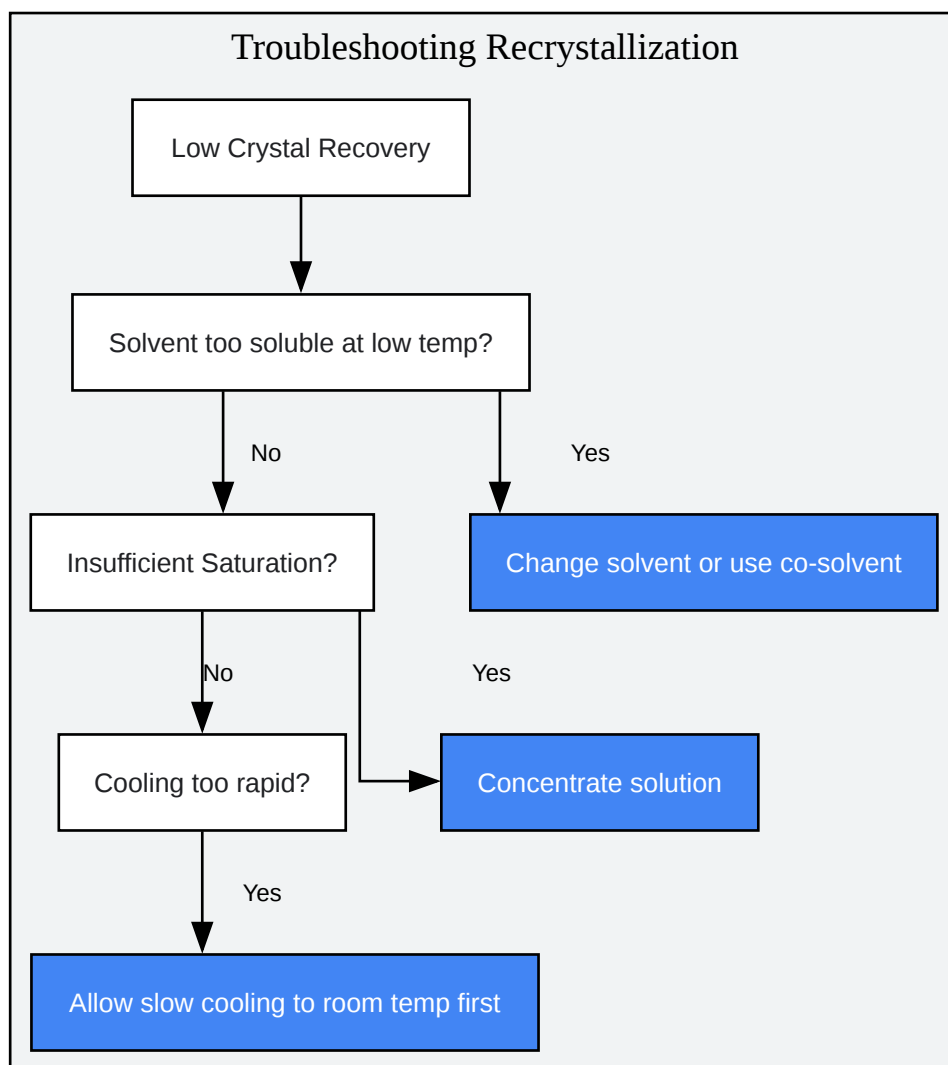 Troubleshooting Recrystallization
Low Crystal Recovery
Solvent too soluble at low temp?
No
Yes
Insufficient Saturation?
Change solvent or use co-solvent
No
Yes
Cooling too rapid?
Concentrate solution
Yes
Allow slow cooling to room temp first